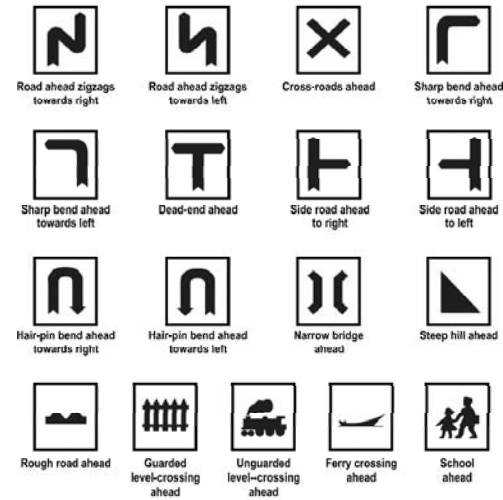 Road ahead zigzags
towards right
Road ahead zigzags
towards left
Cross-roads ahead
Sharp bend ahead
towards right
Sharp bend ahead
towards left
Dead-end ahead
Side road ahead
to right
Side road ahead
to left
Hair-pin bend ahead
towards right
Hair-pin bend ahead
towards left
Narrow bridge
ahead
Steep hill ahead
Rough road ahead
Guarded
level-crossing
ahead
Unguarded
level--crossing
ahead
Ferry crossing
ahead
School
ahead